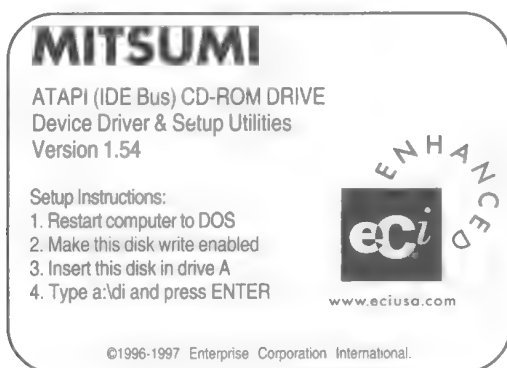 MITSUMI
ATAPI (IDE Bus) CD-ROM DRIVE
Device Driver & Setup Utilities
Version 1.54
Setup Instructions:
1. Restart computer to DOS
2. Make this disk write enabled
3. Insert this disk in drive A
4. Type a:\di and press ENTER
ENHANCED
eCi
www.eciusa.com
©1996-1997 Enterprise Corporation International.